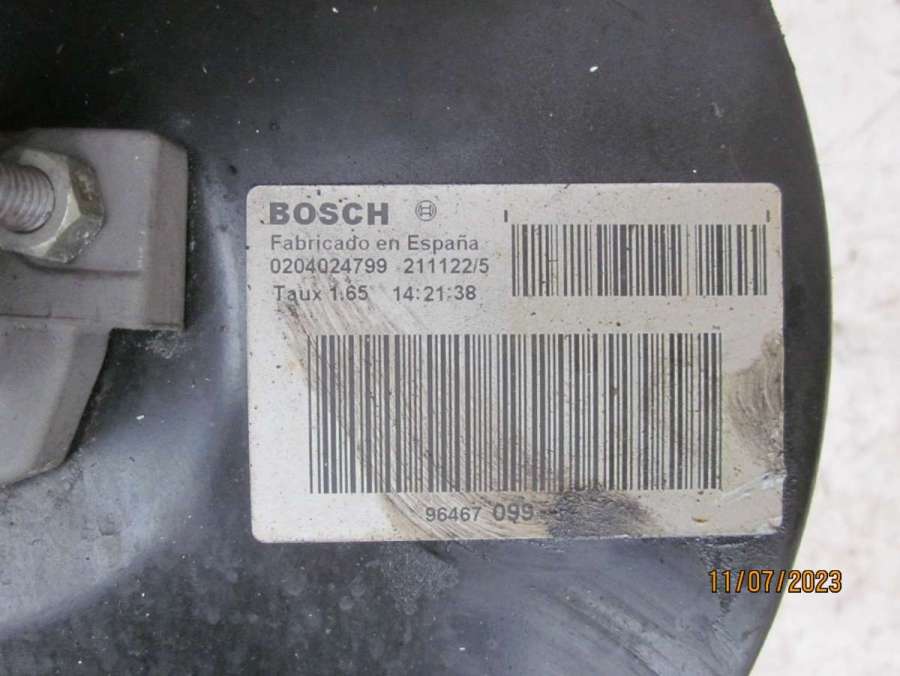 BOSCH
Fabricado en España
0204024799 211122/5
Taux 1.65 14:21:38
96467 099
11/07/2023